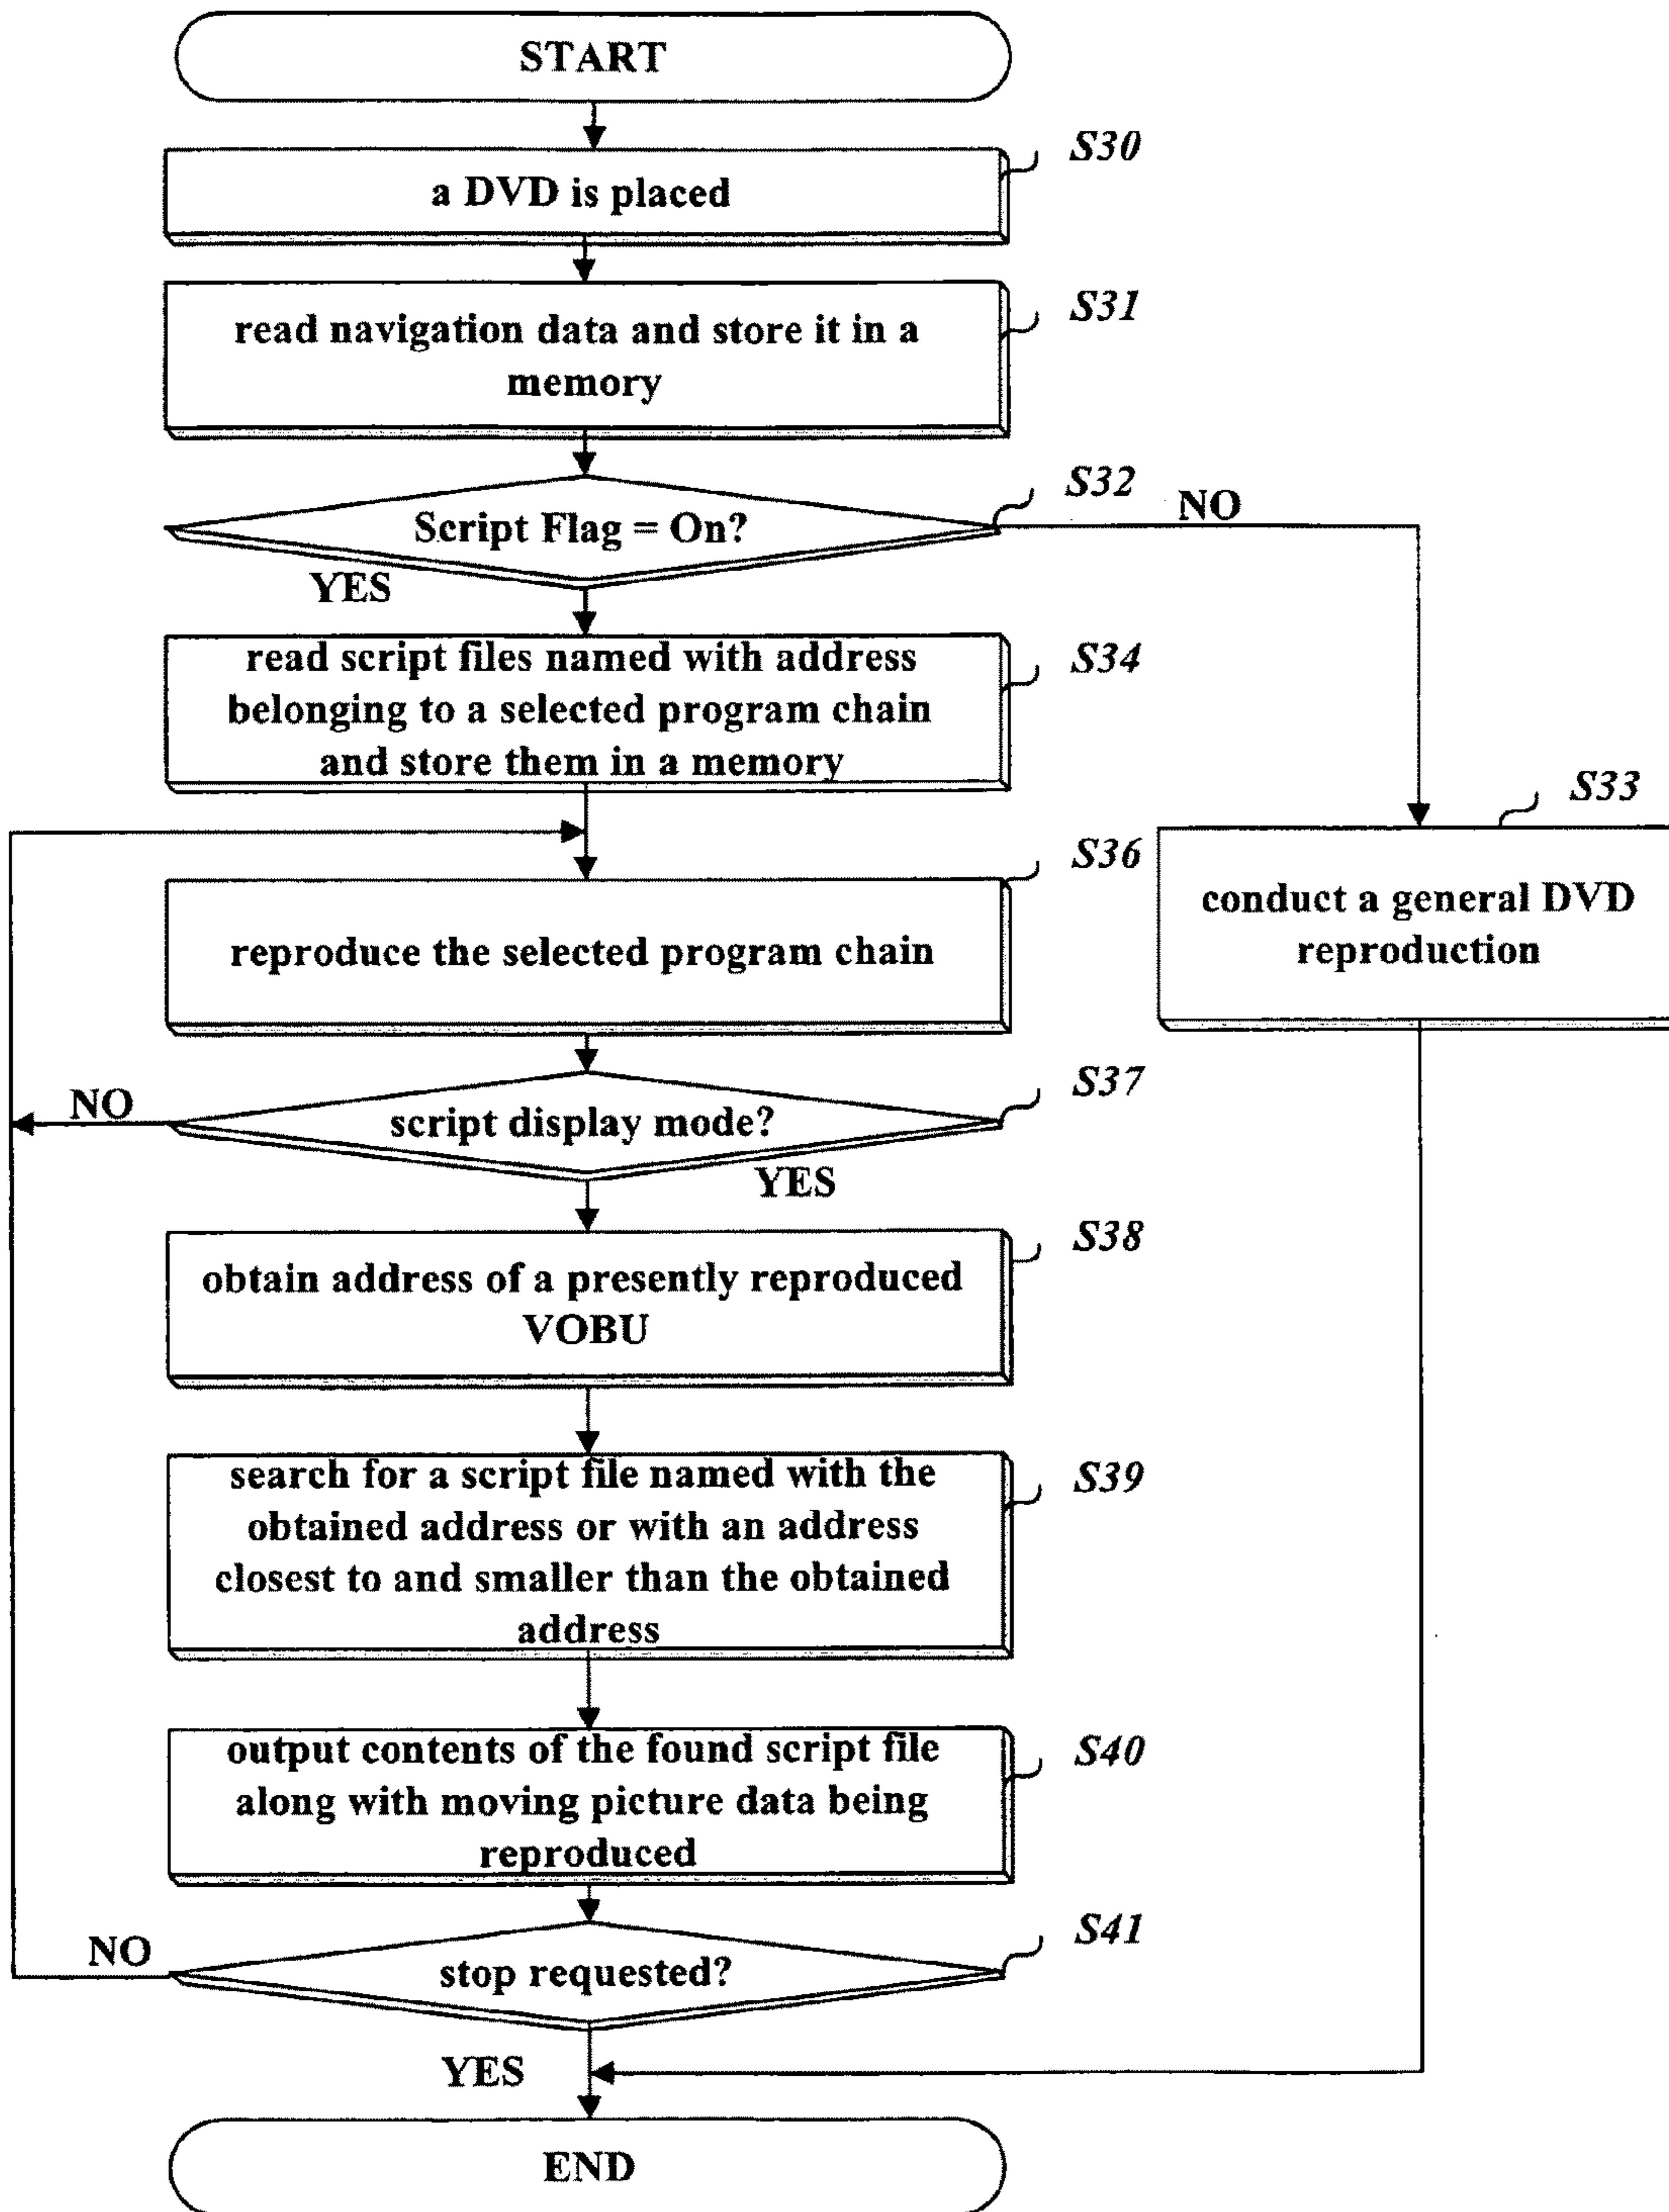 START
S30
a DVD is placed
S31
read navigation data and store it in a
memory
S32
NO
Script Flag = On?
YES
read script files named with address
belonging to a selected program chain
and store them in a memory
S34
S33
conduct a general DVD
reproduction
S36
reproduce the selected program chain
S37
NO
script display mode?
YES
S38
obtain address of a presently reproduced
VOBU
search for a script file named with the
obtained address or with an address
closest to and smaller than the obtained
address
S39
output contents of the found script file
along with moving picture data being
reproduced
S40
S41
NO
stop requested?
YES
END